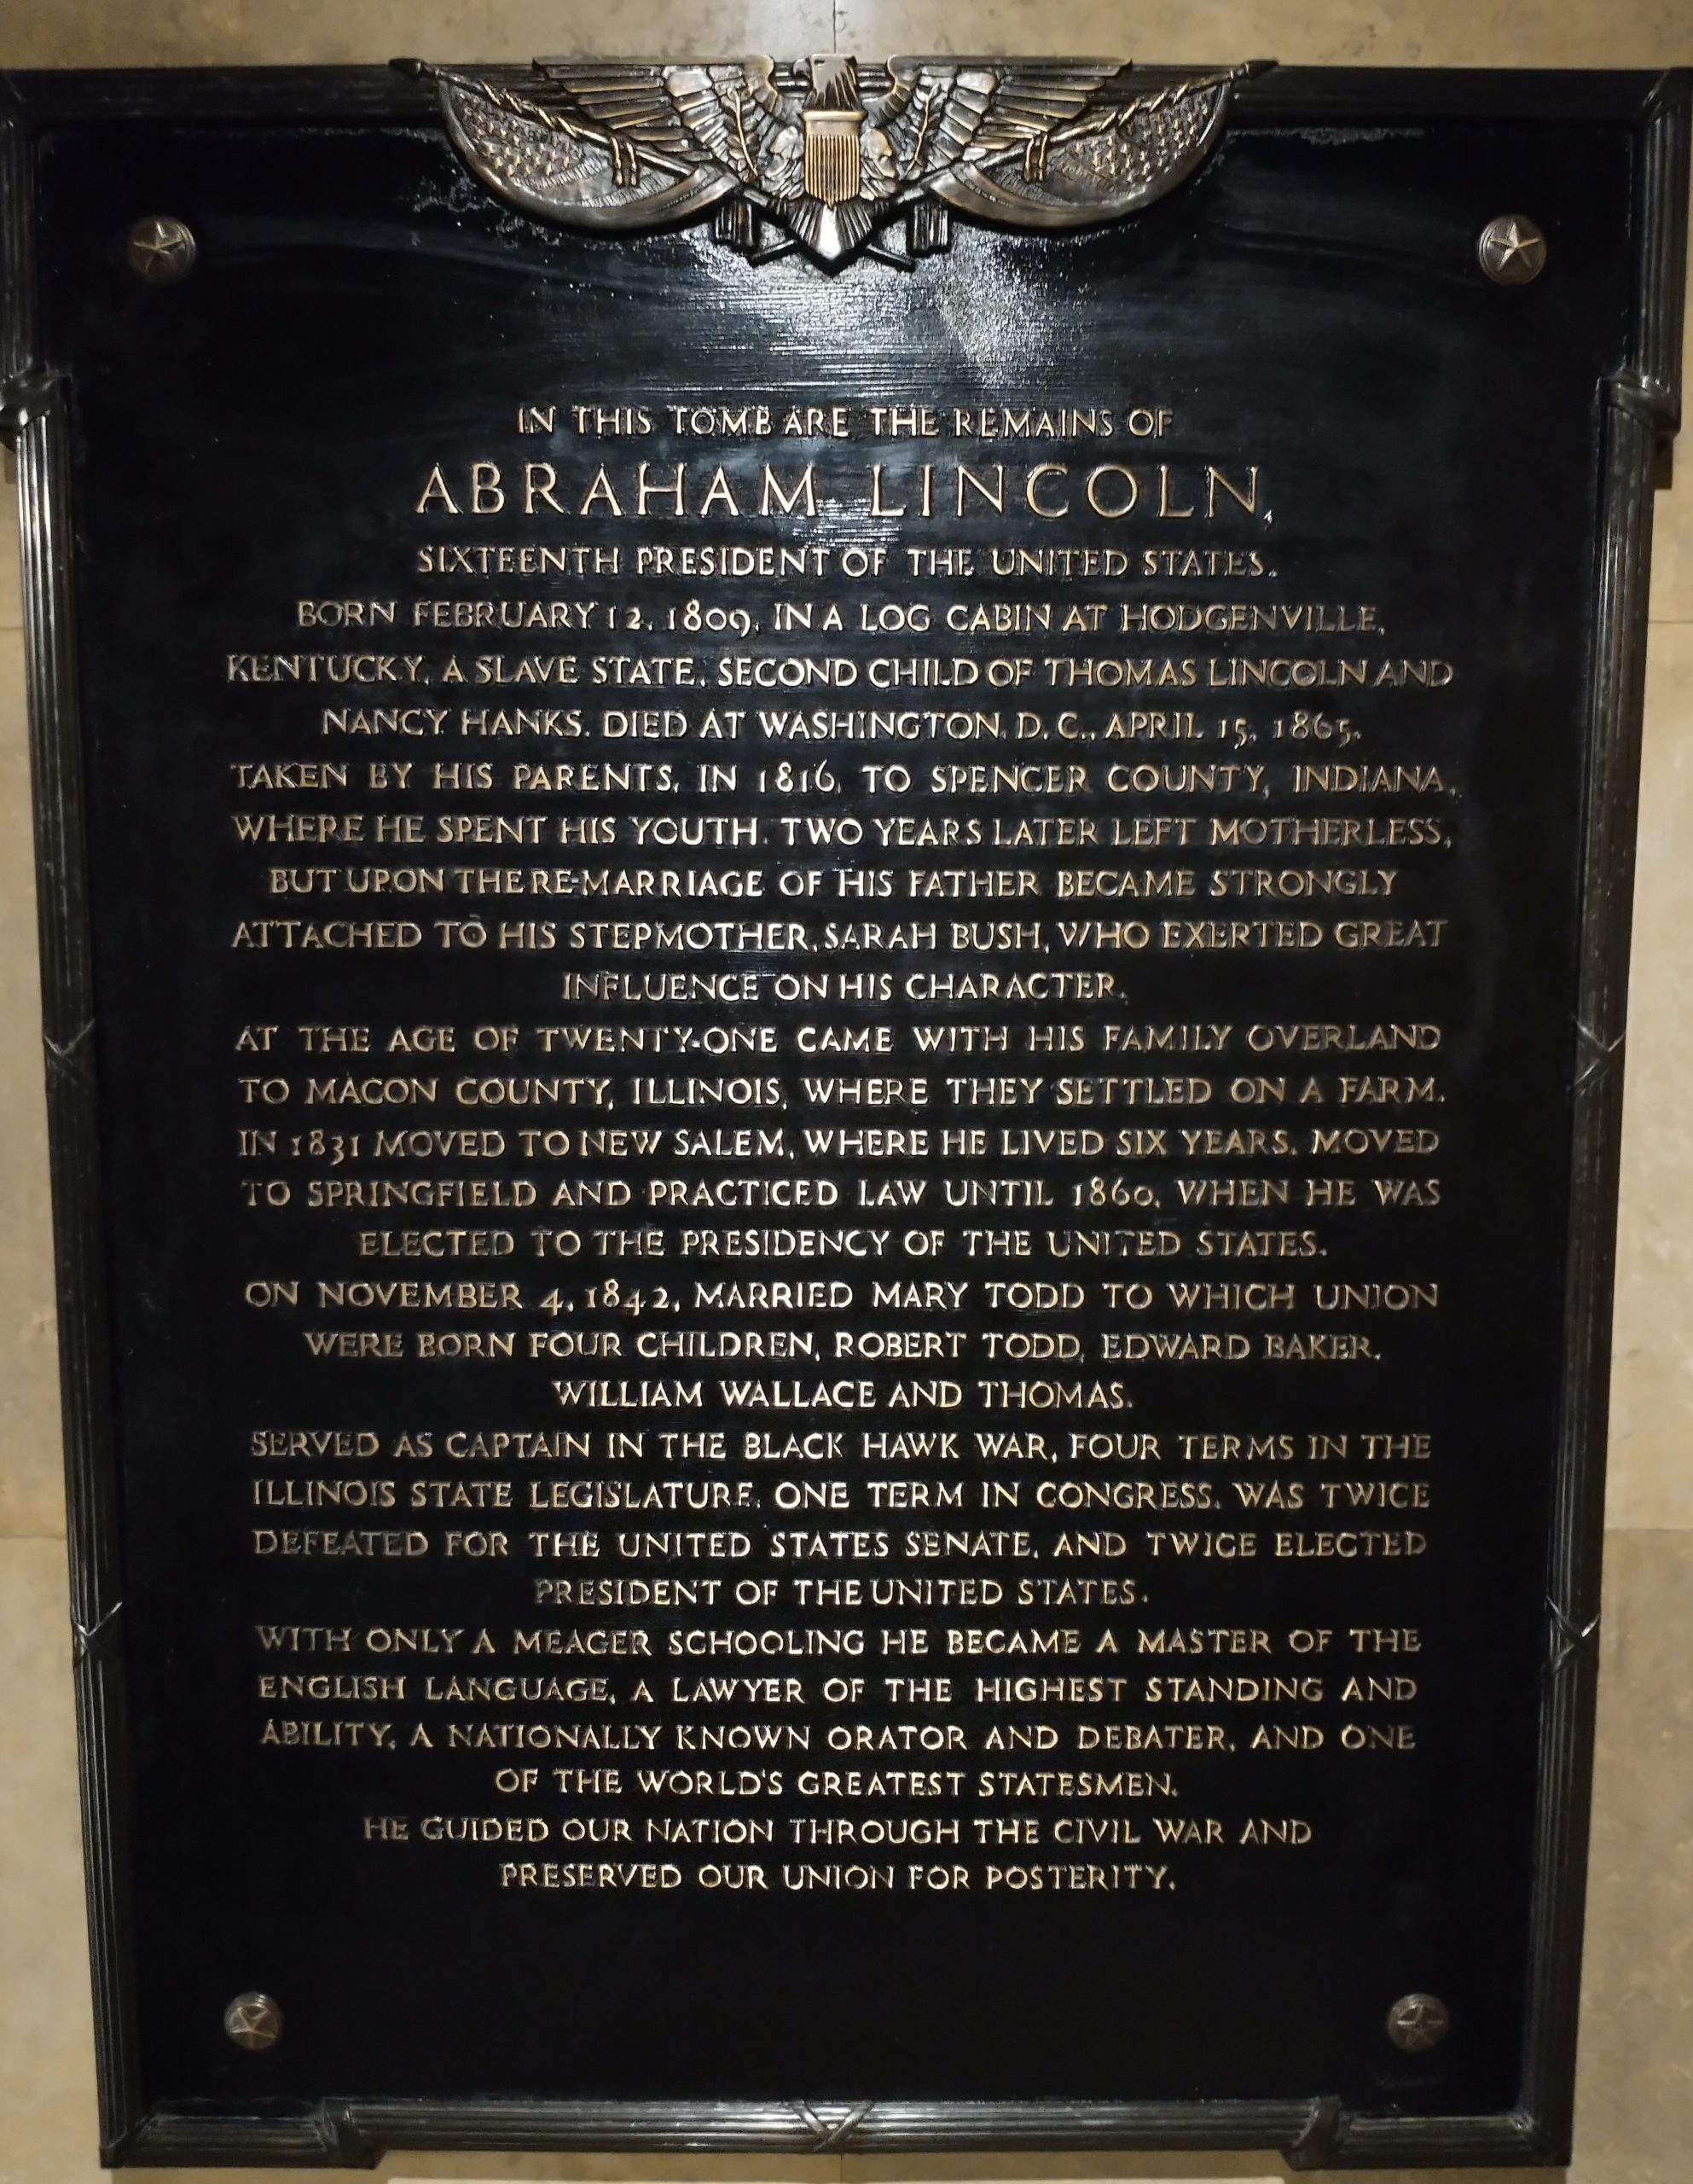 IN THIS TOMB ARE THE REMAINS OF
ABRAHAM LINCOLN,
SIXTEENTH PRESIDENT OF THE UNITED STATES.
BORN FEBRUARY 12, 1809, IN A LOG CABIN AT HODGENVILLE,
KENTUCKY, A SLAVE STATE, SECOND CHILD OF THOMAS LINCOLN AND
NANCY HANKS. DIED AT WASHINGTON, D. C., APRIL 15, 1865.
TAKEN BY HIS PARENTS, IN 1816, TO SPENCER COUNTY, INDIANA,
WHERE HE SPENT HIS YOUTH. TWO YEARS LATER LEFT MOTHERLESS,
BUT UPON THE RE-MARRIAGE OF HIS FATHER BECAME STRONGLY
ATTACHED TO HIS STEPMOTHER, SARAH BUSH, WHO EXERTED GREAT
INFLUENCE ON HIS CHARACTER.
AT THE AGE OF TWENTY-ONE CAME WITH HIS FAMILY OVERLAND
TO MACON COUNTY, ILLINOIS, WHERE THEY SETTLED ON A FARM.
IN 1831 MOVED TO NEW SALEM, WHERE HE LIVED SIX YEARS. MOVED
TO SPRINGFIELD AND PRACTICED LAW UNTIL 1860, WHEN HE WAS
ELECTED TO THE PRESIDENCY OF THE UNITED STATES.
ON NOVEMBER 4, 1842, MARRIED MARY TODD TO WHICH UNION
WERE BORN FOUR CHILDREN, ROBERT TODD, EDWARD BAKER,
WILLIAM WALLACE AND THOMAS.
SERVED AS CAPTAIN IN THE BLACK HAWK WAR, FOUR TERMS IN THE
ILLINOIS STATE LEGISLATURE, ONE TERM IN CONGRESS, WAS TWICE
DEFEATED FOR THE UNITED STATES SENATE, AND TWICE ELECTED
PRESIDENT OF THE UNITED STATES.
WITH ONLY A MEAGER SCHOOLING HE BECAME A MASTER OF THE
ENGLISH LANGUAGE, A LAWYER OF THE HIGHEST STANDING AND
ABILITY, A NATIONALLY KNOWN ORATOR AND DEBATER, AND ONE
OF THE WORLD'S GREATEST STATESMEN.
HE GUIDED OUR NATION THROUGH THE CIVIL WAR AND
PRESERVED OUR UNION FOR POSTERITY.